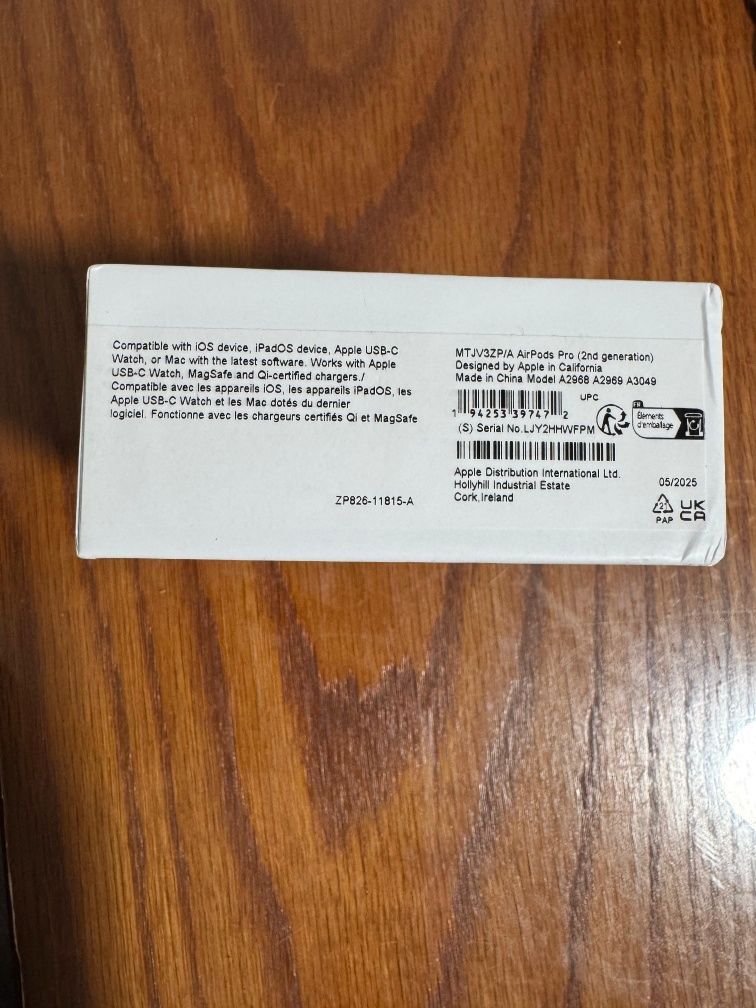 Compatible with iOS device, iPadOS device, Apple USB-C
Watch, or Mac with the latest software. Works with Apple
USB-C Watch, MagSafe and Qi-certified chargers./
Compatible avec les appareils iOS, les appareils iPadOS, les
Apple USB-C Watch et les Mac dotés du dernier
logiciel. Fonctionne avec les chargeurs certifiés Qi et MagSafe
ZP826-11815-A
MTJV3ZP/A AirPods Pro (2nd generation)
Designed by Apple in California
Made in China Model A2968 A2969 A3049
UPC
1 94253 39747 2
FR
Éléments
d'emballage
(S) Serial No.LJY2HHWFPM
Apple Distribution International Ltd.
Hollyhill Industrial Estate
Cork,Ireland
05/2025
21
PAP
UK
CA